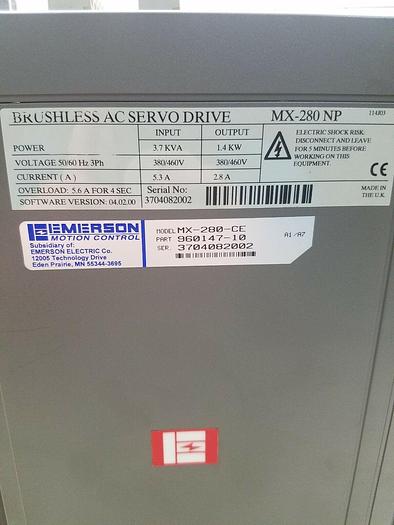 BRUSHLESS AC SERVO DRIVE MX-280 NP 114J03
INPUT OUTPUT
POWER 3.7 KVA 1.4 KW
VOLTAGE 50/60 Hz 3Ph 380/460V 380/460V
CURRENT ( A ) 5.3 A 2.8 A
OVERLOAD: 5.6 A FOR 4 SEC
SOFTWARE VERSION: 04.02.00
Serial No:
3704082002
ELECTRIC SHOCK RISK:
DISCONNECT AND LEAVE
FOR 5 MINUTES BEFORE
WORKING ON THIS
EQUIPMENT.
CE
MADE IN
THE U.K.
EMERSON
MOTION CONTROL
Subsidiary of:
EMERSON ELECTRIC Co.
12005 Technology Drive
Eden Prairie, MN 55344-3695
MODEL MX-280-CE A1/A7
PART 960147-10
SER. 3704082002